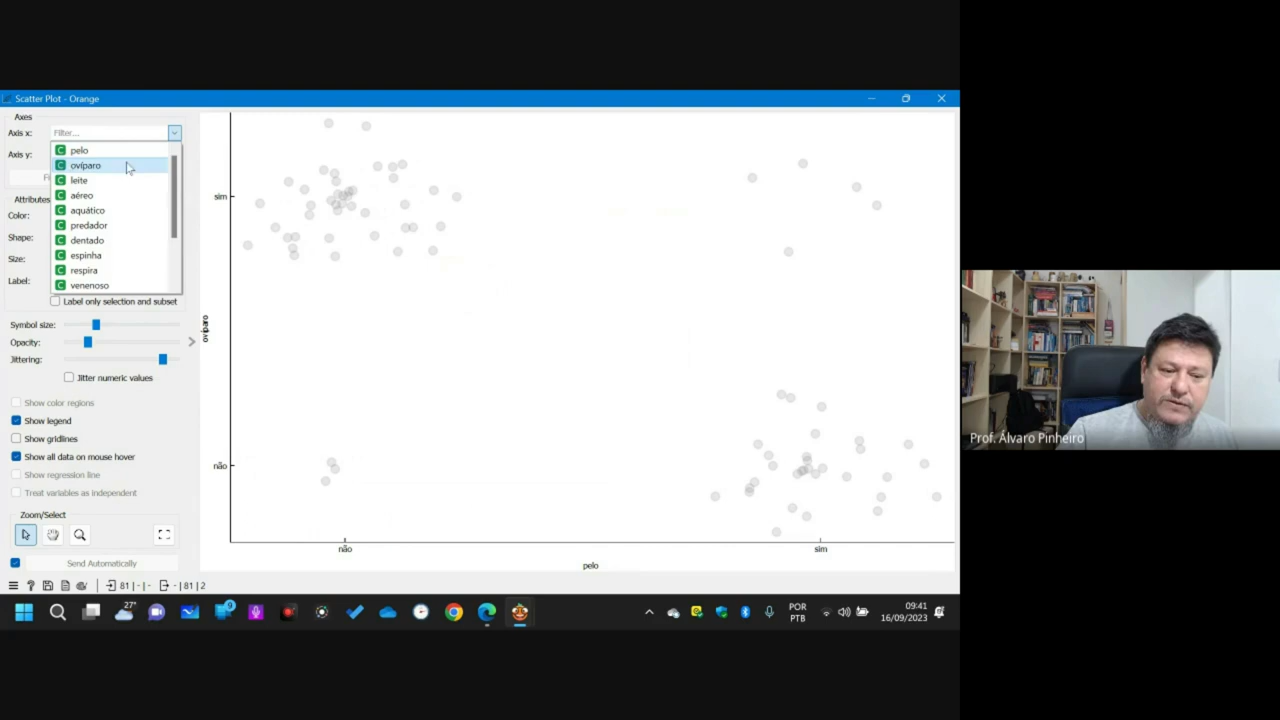 Scatter Plot - Orange
Axes
Axis x:
Filter...
pelo
Axis y:
ovíparo
leite
Attributes
aéreo
Color:
aquático
predador
Shape:
dentado
Size:
espinha
respira
Label:
venenoso
Label only selection and subset
Symbol size:
Opacity:
Jittering:
Jitter numeric values
Show color regions
Show legend
Show gridlines
Show all data on mouse hover
Show regression line
Treat variables as independent
Zoom/Select
Send Automatically
81 | - | -
- | 81 | 2
sim
ovíparo
não
não
sim
pelo
Prof. Álvaro Pinheiro
27°
POR
PTB
09:41
16/09/2023